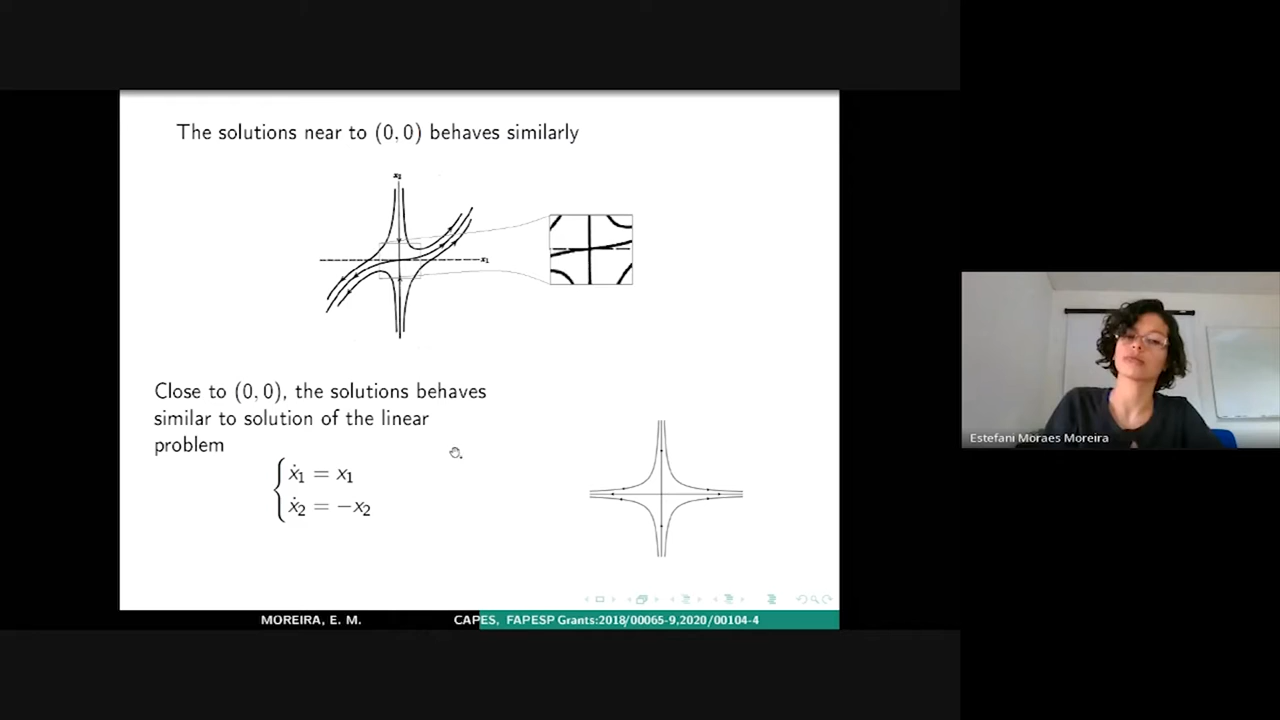 The solutions near to (0, 0) behaves similarly
x₂
x₁
Close to (0, 0), the solutions behaves
similar to solution of the linear
problem
ẋ₁ = x₁
ẋ₂ = −x₂
MOREIRA, E. M.
CAPES, FAPESP Grants:2018/00065-9,2020/00104-4
Estefani Moraes Moreira